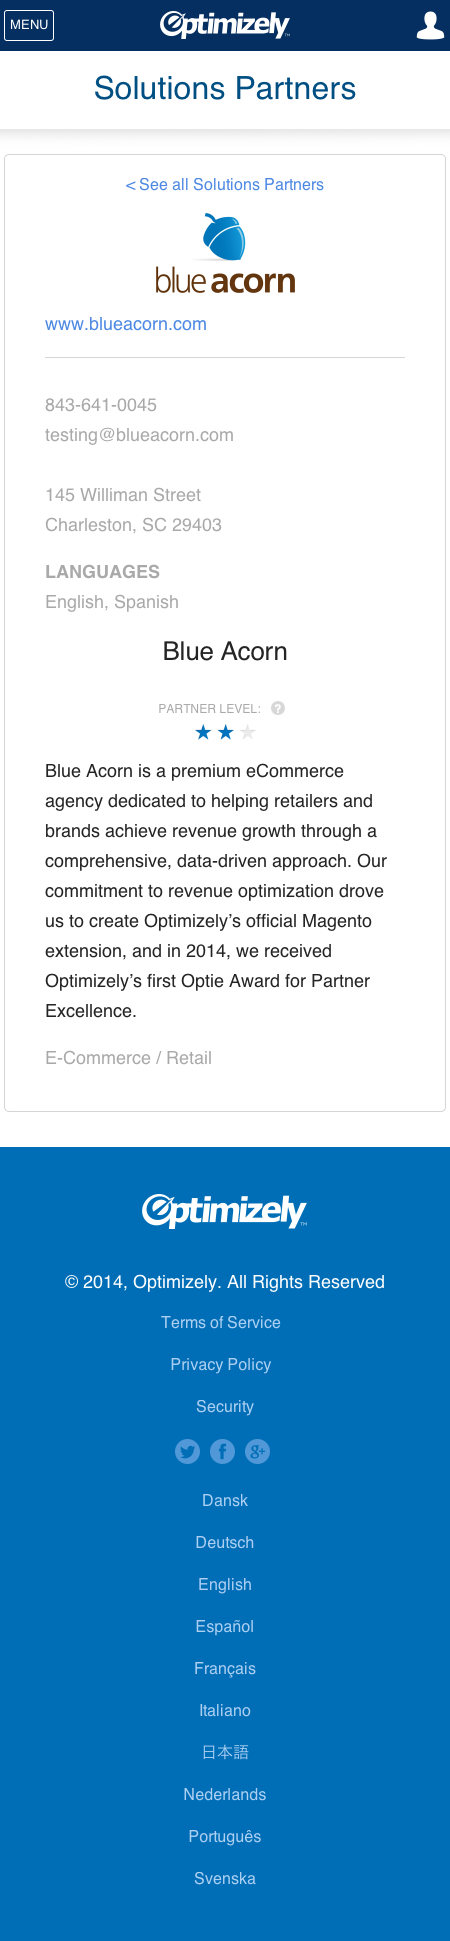 MENU
Optimizely
Solutions Partners
< See all Solutions Partners
blue acorn
www.blueacorn.com
843-641-0045
testing@blueacorn.com
145 Williman Street
Charleston, SC 29403
LANGUAGES
English, Spanish
Blue Acorn
PARTNER LEVEL: ?
Blue Acorn is a premium eCommerce
agency dedicated to helping retailers and
brands achieve revenue growth through a
comprehensive, data-driven approach. Our
commitment to revenue optimization drove
us to create Optimizely’s official Magento
extension, and in 2014, we received
Optimizely’s first Optie Award for Partner
Excellence.
E-Commerce / Retail
Optimizely™
© 2014, Optimizely. All Rights Reserved
Terms of Service
Privacy Policy
Security
Dansk
Deutsch
English
Español
Français
Italiano
日本語
Nederlands
Português
Svenska